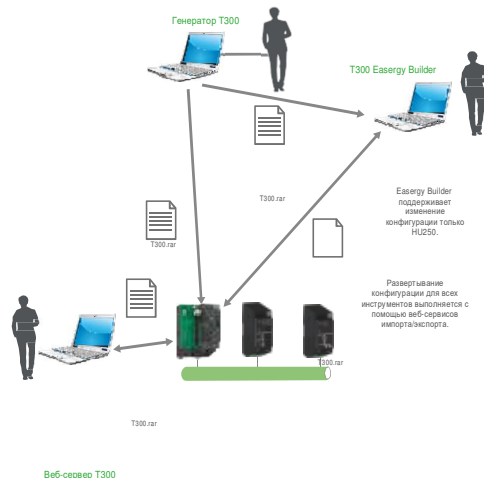 Генератор T300
T300 Easergy Builder
T300.rar
Easergy Builder
поддерживает
изменение
конфигурации только
HU250.
T300.rar
Развертывание
конфигурации для всех
инструментов выполняется с
помощью веб-сервисов
импорта/экспорта.
T300.rar
T300.rar
Веб-сервер T300